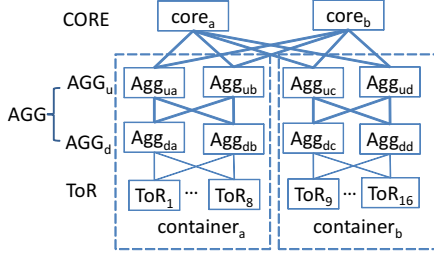 CORE core_a core_b
AGG_u Agg_ua Agg_ub Agg_uc Agg_ud
AGG
AGG_d Agg_da Agg_db Agg_dc Agg_dd
ToR ToR_1 ... ToR_8 ToR_9 ... ToR_16
container_a container_b